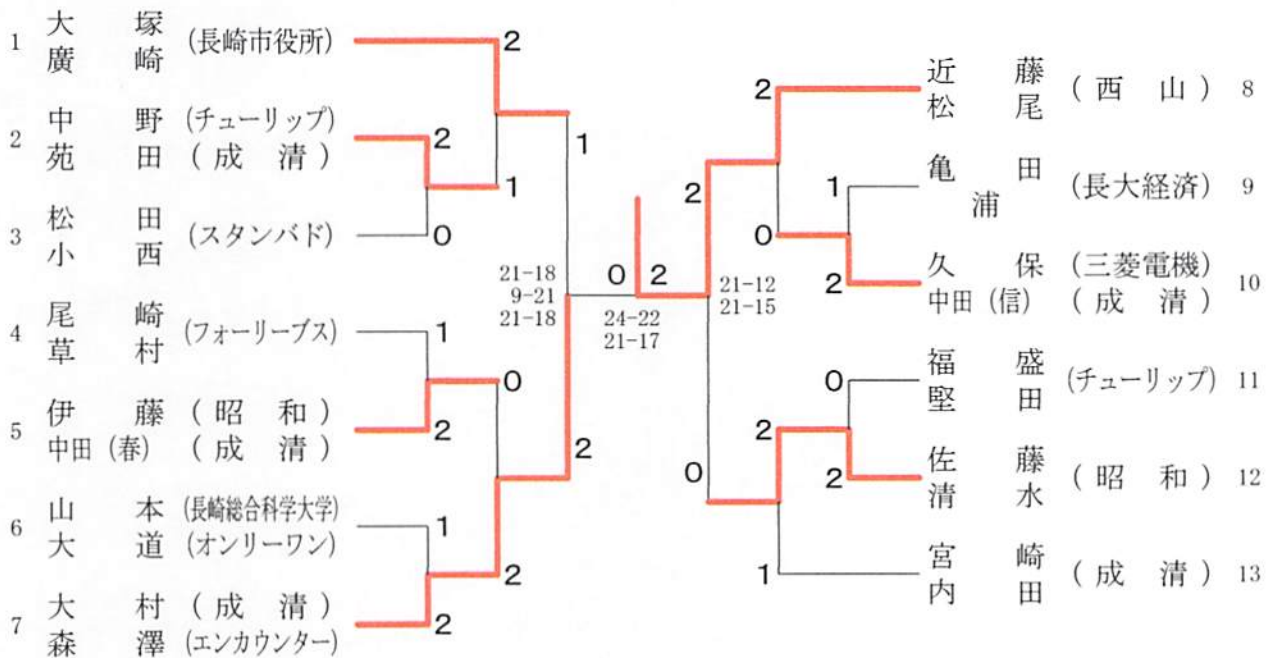 1 大塚 (長崎市役所)
廣崎
2
中野 (チューリップ) 2
苑田 (成清) 2
1
松田 (スタンバド)
3 小西 0
尾崎 (フォーリーブス) 1
4 草村
0
伊藤 (昭和)
5 中田(春) (成清) 2
山本 (長崎総合科学大学) 1
6 大道 (オンリーワン)
2
大村 (成清)
7 森澤 (エンカウンター) 2
1
21-18
9-21
21-18
2
0 2
24-22
21-17
21-12
21-15
2
0
2 近藤 (西山) 8
松尾
1 亀田 (長大経済) 9
浦
0
2 久保 (三菱電機) 10
中田(信) (成清)
0 福盛 (チューリップ) 11
堅田
2
2 佐藤 (昭和) 12
清水
1 宮崎 (成清) 13
内田